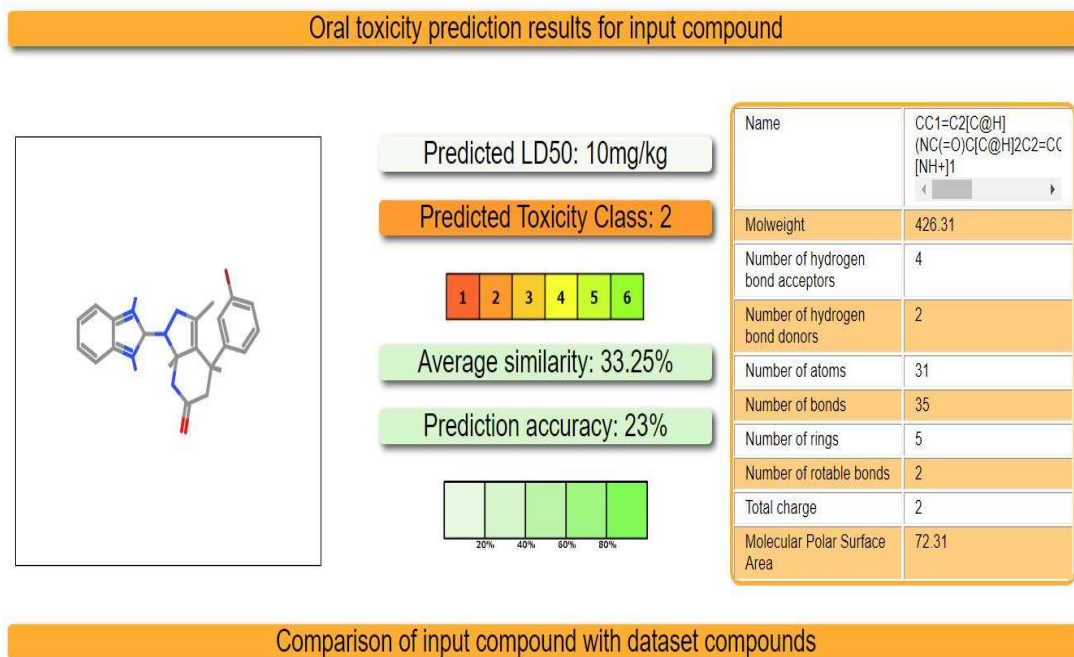 Oral toxicity prediction results for input compound
Predicted LD50: 10mg/kg
Predicted Toxicity Class: 2
1 2 3 4 5 6
Average similarity: 33.25%
Prediction accuracy: 23%
20% 40% 60% 80%
Name CC1=C2[C@H]
(NC(=O)C[C@H]2C2=CC
[NH+]1
Molweight 426.31
Number of hydrogen
bond acceptors 4
Number of hydrogen
bond donors 2
Number of atoms 31
Number of bonds 35
Number of rings 5
Number of rotable bonds 2
Total charge 2
Molecular Polar Surface
Area 72.31
Comparison of input compound with dataset compounds